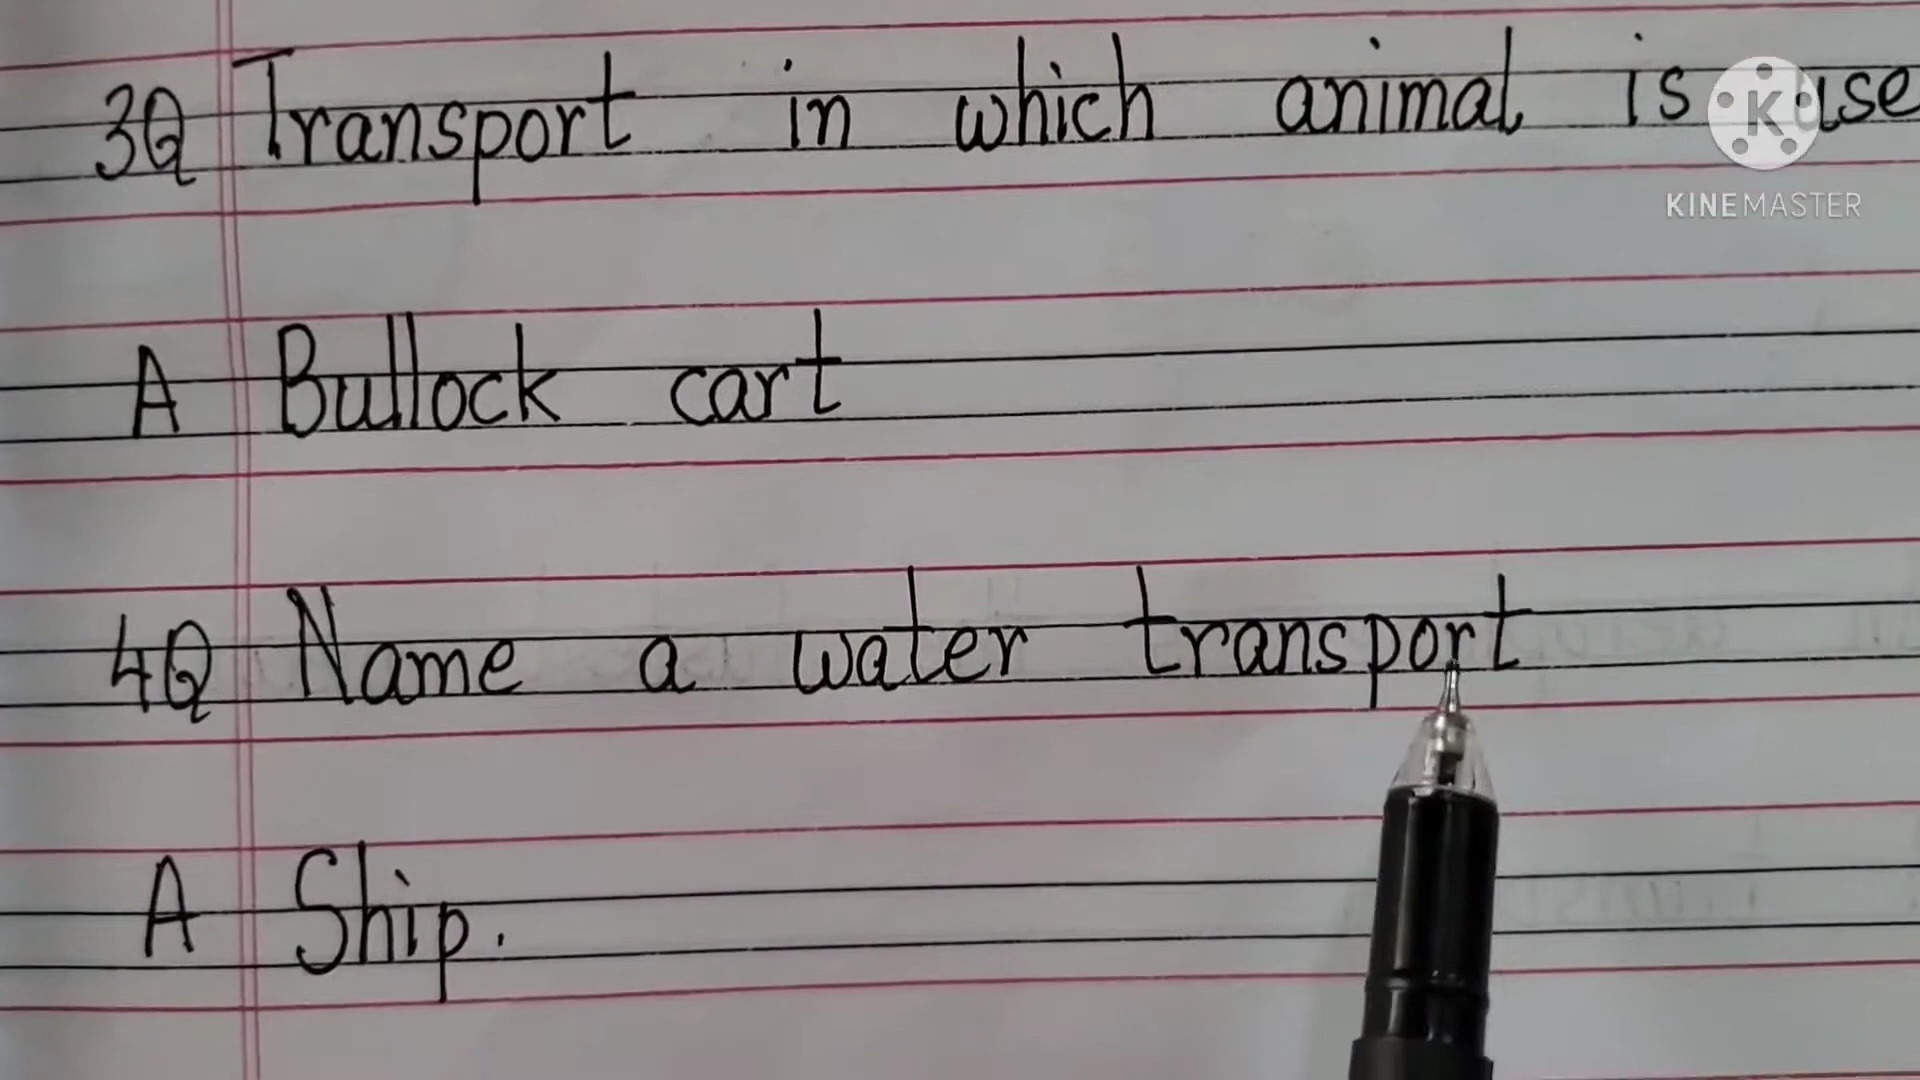 3Q Transport in which animal is use
A Bullock cart
4Q Name a water transport
A Ship.
K
KINEMASTER